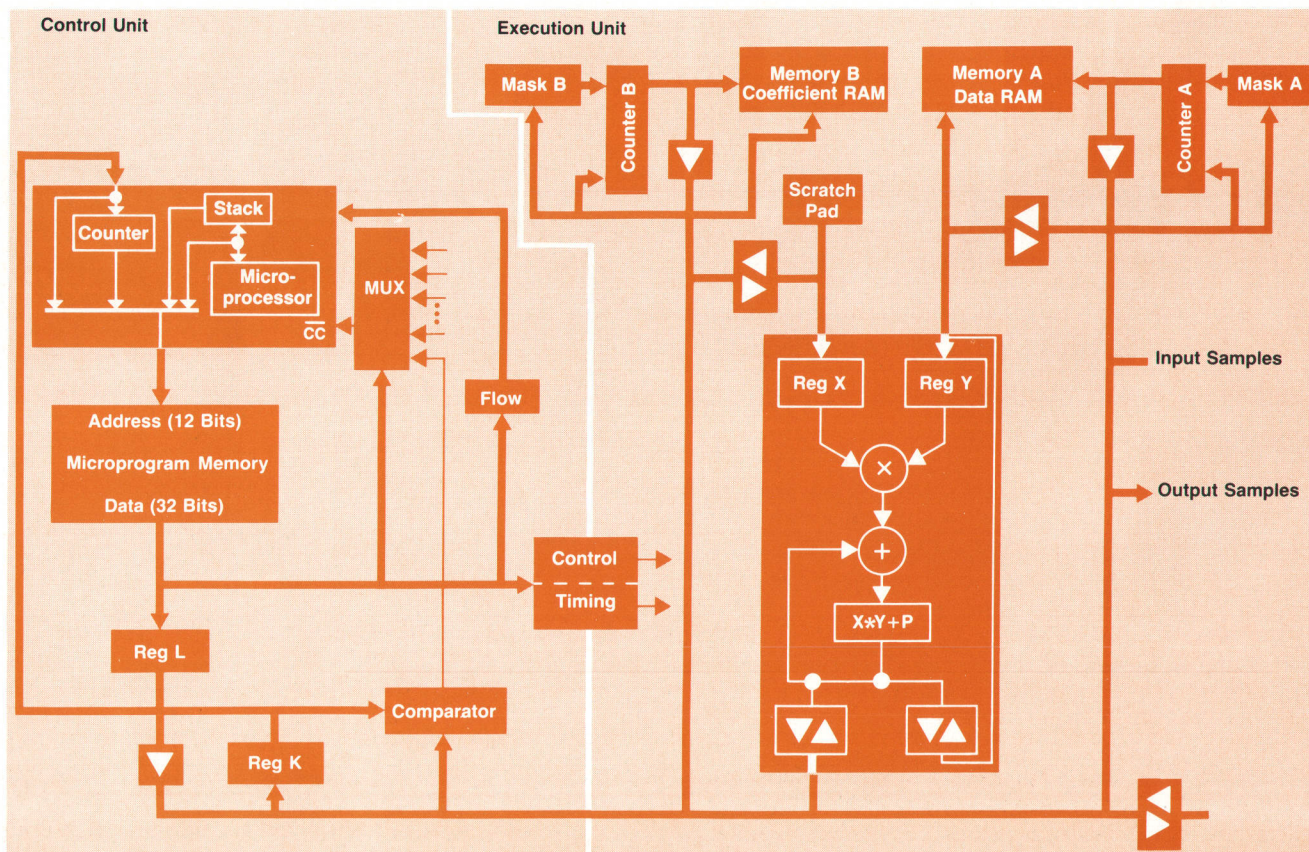 Control Unit
Execution Unit
Mask B
Counter B
Memory B
Coefficient RAM
Memory A
Data RAM
Counter A
Mask A
Scratch
Pad
Stack
Counter
Micro-
processor
MUX
CC
Flow
Reg X
Reg Y
Input Samples
Address (12 Bits)
Microprogram Memory
Data (32 Bits)
×
+
Output Samples
Control
Timing
X*Y+P
Reg L
Comparator
Reg K